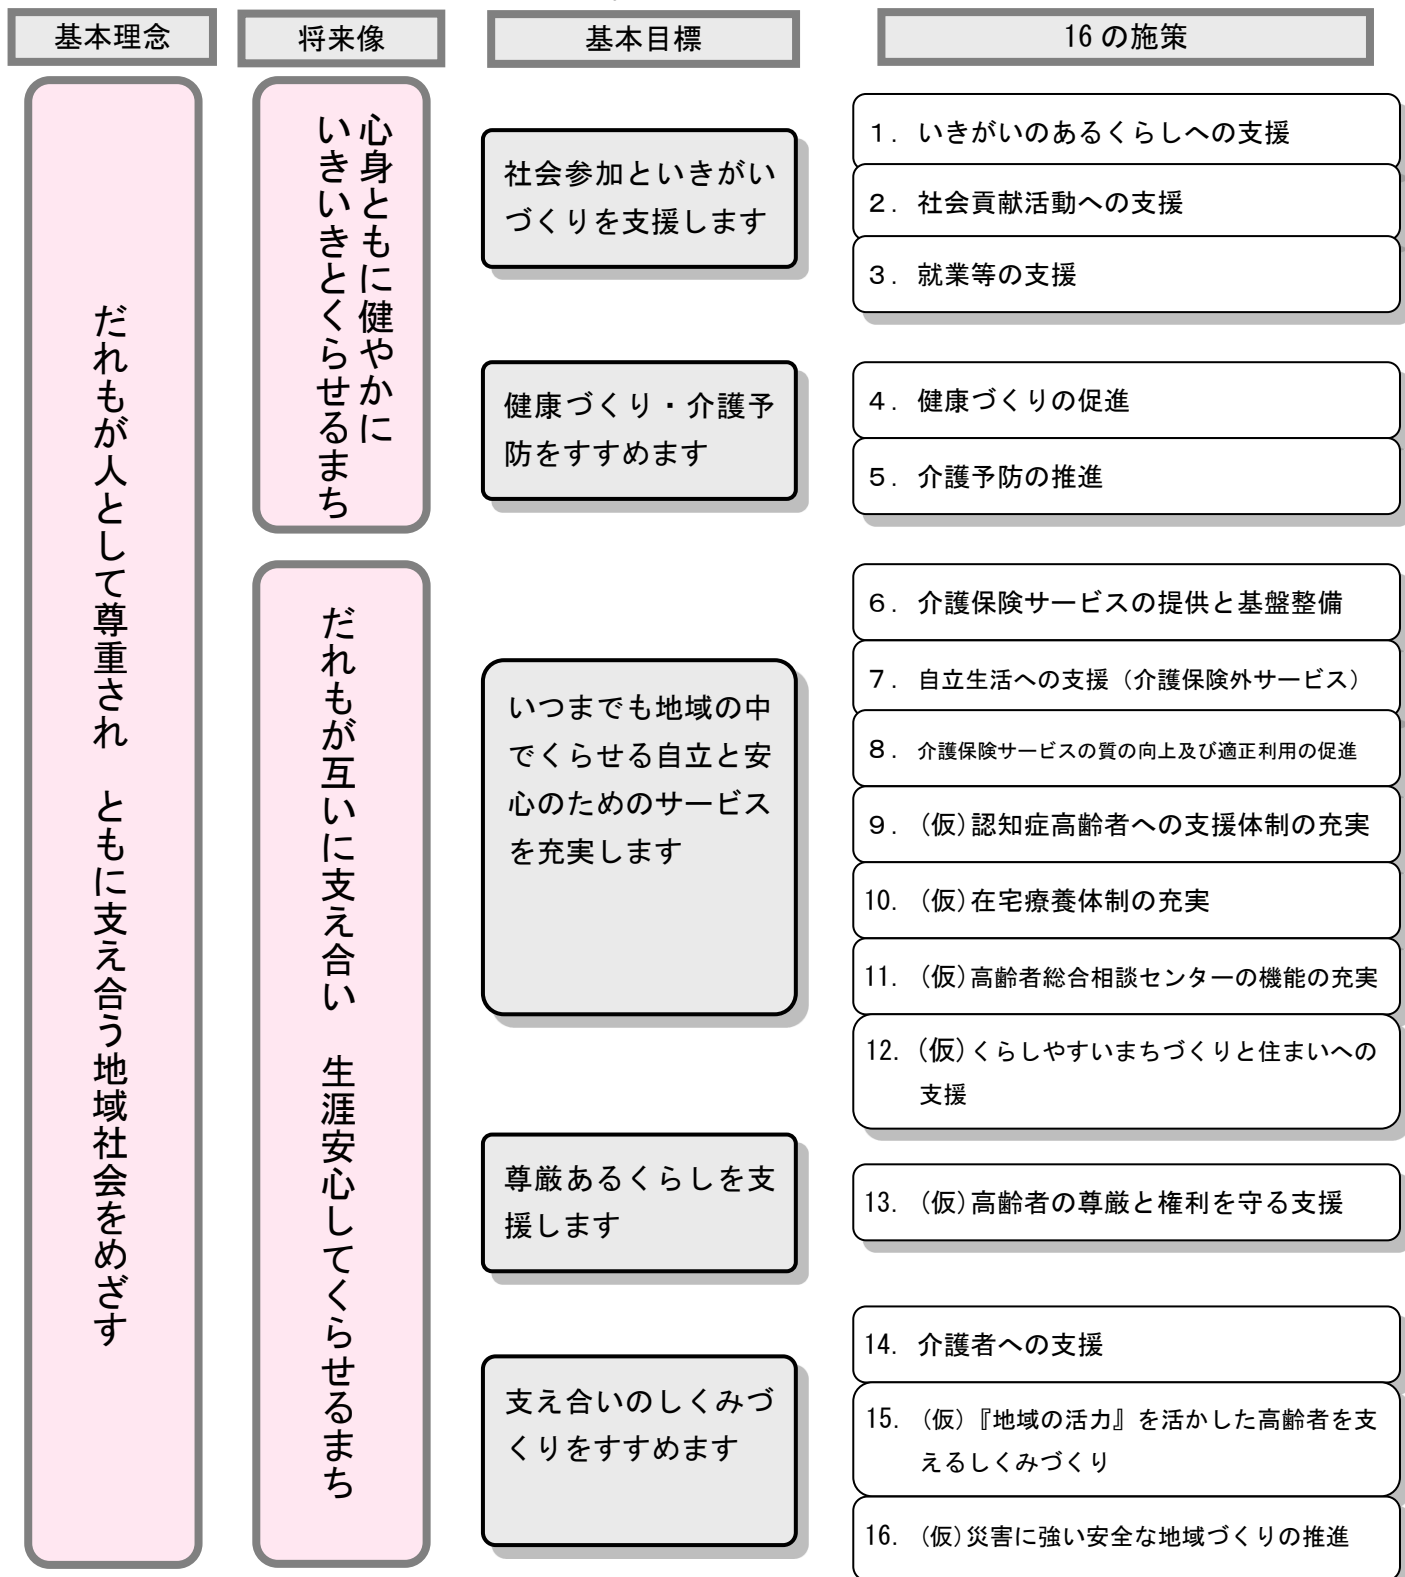 基本理念
将来像
基本目標
16の施策
だれもが人として尊重され　ともに支え合う地域社会をめざす
心身ともに健やかに
いきいきとくらせるまち
だれもが互いに支え合い　生涯安心してくらせるまち
社会参加といきがい
づくりを支援します
健康づくり・介護予
防をすすめます
いつまでも地域の中
でくらせる自立と安
心のためのサービス
を充実します
尊厳あるくらしを支
援します
支え合いのしくみづ
くりをすすめます
1．いきがいのあるくらしへの支援
2．社会貢献活動への支援
3．就業等の支援
4．健康づくりの促進
5．介護予防の推進
6．介護保険サービスの提供と基盤整備
7．自立生活への支援（介護保険外サービス）
8．介護保険サービスの質の向上及び適正利用の促進
9．(仮)認知症高齢者への支援体制の充実
10．(仮)在宅療養体制の充実
11．(仮)高齢者総合相談センターの機能の充実
12．(仮)くらしやすいまちづくりと住まいへの
支援
13．(仮)高齢者の尊厳と権利を守る支援
14．介護者への支援
15．(仮)『地域の活力』を活かした高齢者を支
えるしくみづくり
16．(仮)災害に強い安全な地域づくりの推進